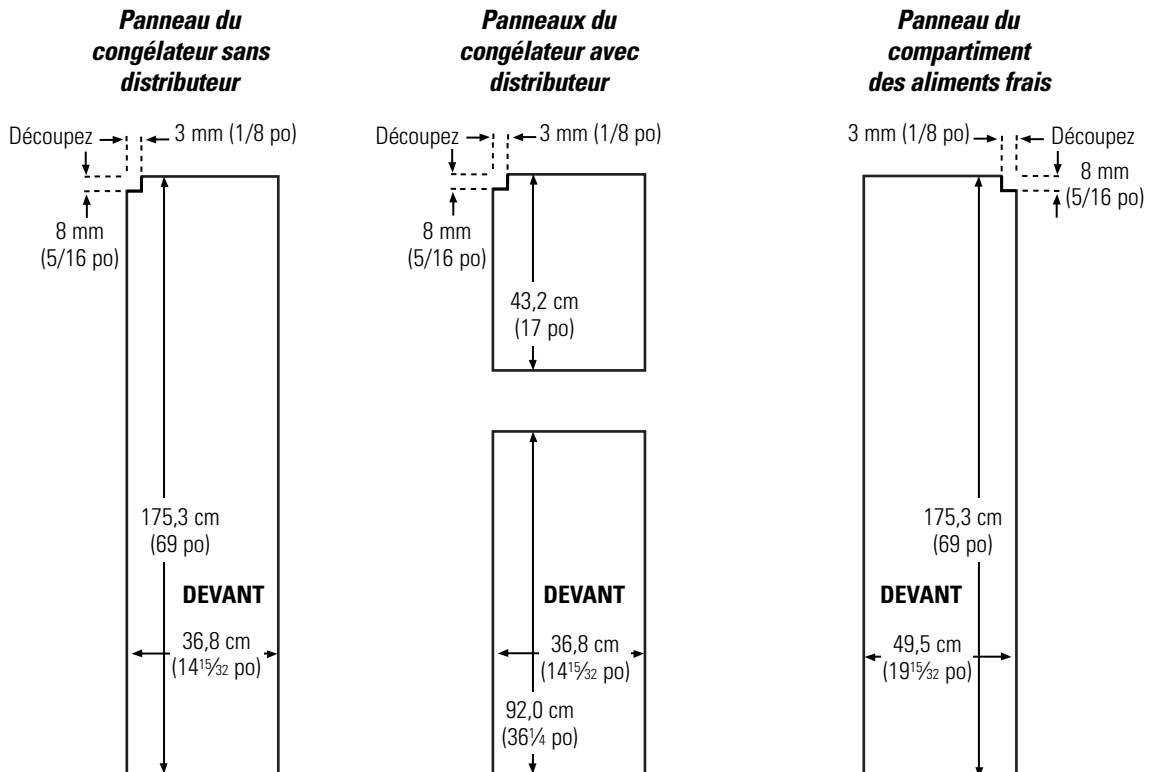 Panneau du
congélateur sans
distributeur
Découpez
3 mm (1/8 po)
8 mm
(5/16 po)
175,3 cm
(69 po)
DEVANT
36,8 cm
(14 15/32 po)
Panneaux du
congélateur avec
distributeur
Découpez
3 mm (1/8 po)
8 mm
(5/16 po)
43,2 cm
(17 po)
DEVANT
36,8 cm
(14 15/32 po)
92,0 cm
(36 1/4 po)
Panneau du
compartiment
des aliments frais
3 mm (1/8 po)
Découpez
8 mm
(5/16 po)
175,3 cm
(69 po)
DEVANT
49,5 cm
(19 15/32 po)